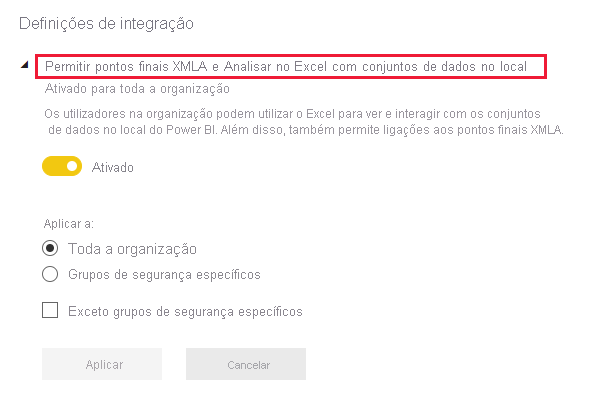 Definições de integração
Permitir pontos finais XMLA e Analisar no Excel com conjuntos de dados no local
Ativado para toda a organização
Os utilizadores na organização podem utilizar o Excel para ver e interagir com os conjuntos
de dados no local do Power BI. Além disso, também permite ligações aos pontos finais XMLA.
Ativado
Aplicar a:
Toda a organização
Grupos de segurança específicos
Exceto grupos de segurança específicos
Aplicar
Cancelar